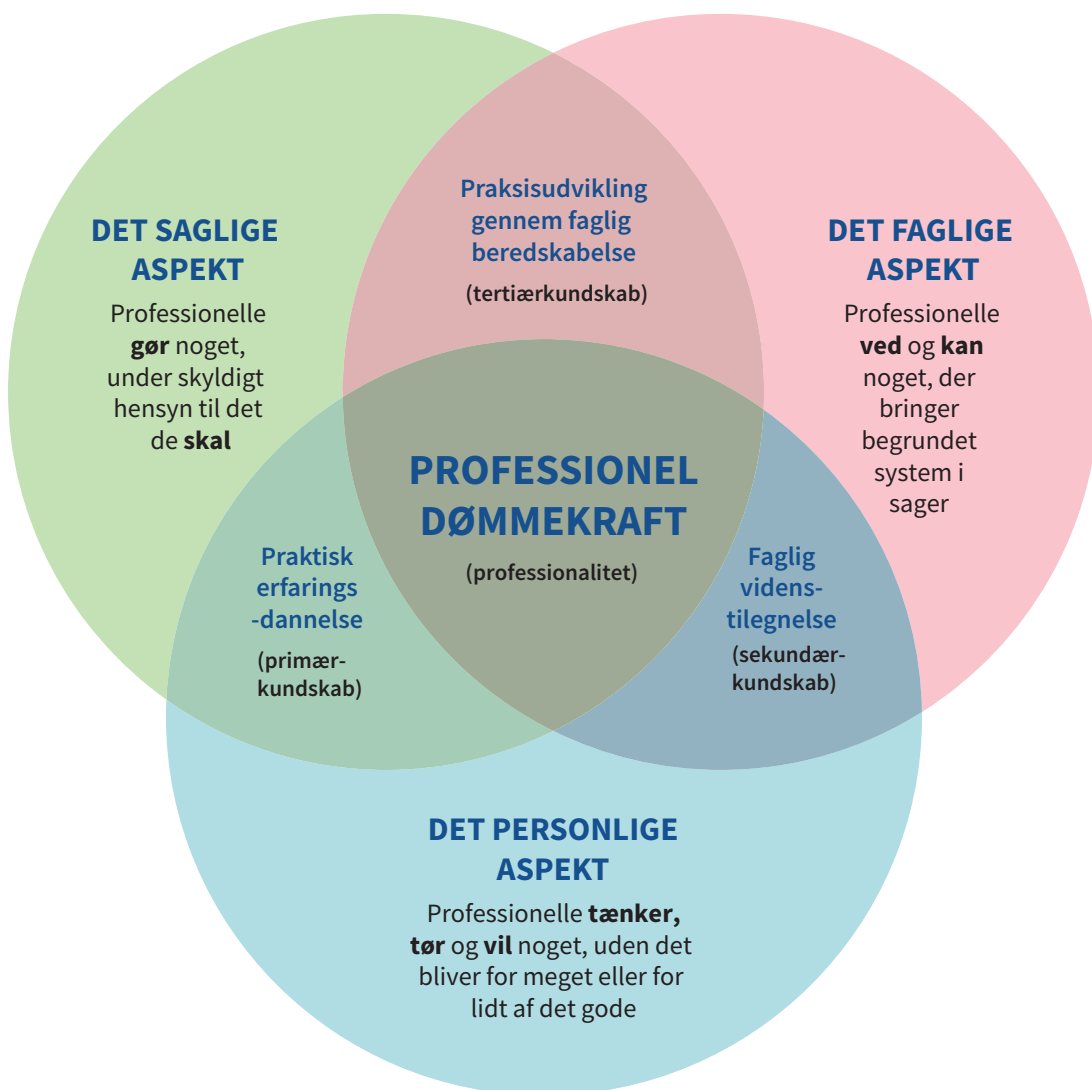 DET SAGLIGE
ASPEKT
Professionelle
gør noget,
under skyldigt
hensyn til det
de skal
Praksisudvikling
gennem faglig
beredskabelse
(tertiærkundskab)
DET FAGLIGE
ASPEKT
Professionelle
ved og kan
noget, der
bringer
begrundet
system i
sager
PROFESSIONEL
DØMMEKRAFT
(professionalitet)
Praktisk
erfarings
-dannelse
(primær-
kundskab)
Faglig
videns-
tilegnelse
(sekundær-
kundskab)
DET PERSONLIGE
ASPEKT
Professionelle tænker,
tør og vil noget, uden det
bliver for meget eller for
lidt af det gode